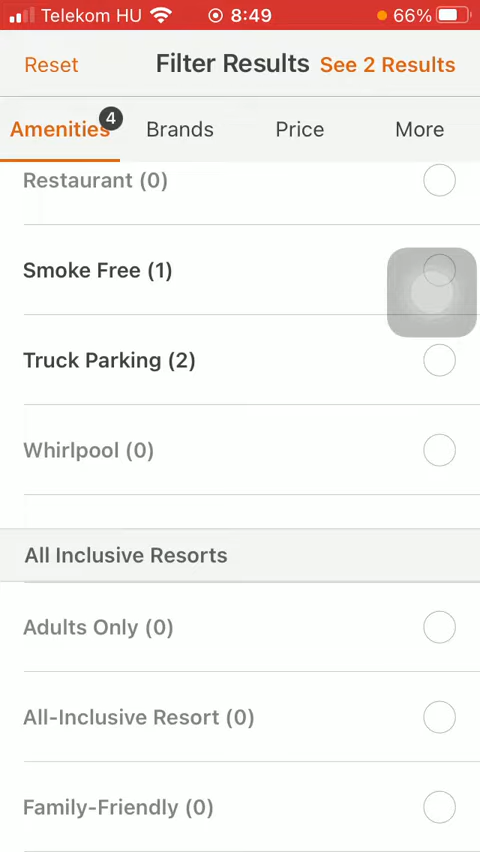 Telekom HU 8:49 66%
Reset Filter Results See 2 Results
Amenities 4 Brands Price More
Restaurant (0)
Smoke Free (1)
Truck Parking (2)
Whirlpool (0)
All Inclusive Resorts
Adults Only (0)
All-Inclusive Resort (0)
Family-Friendly (0)